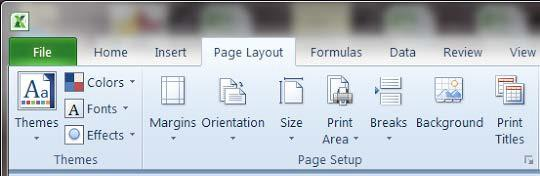 File Home Insert Page Layout Formulas Data Review View
Aa Themes Colors A Fonts Effects
Margins Orientation Size Print Area Breaks Background Print Titles
Themes Page Setup